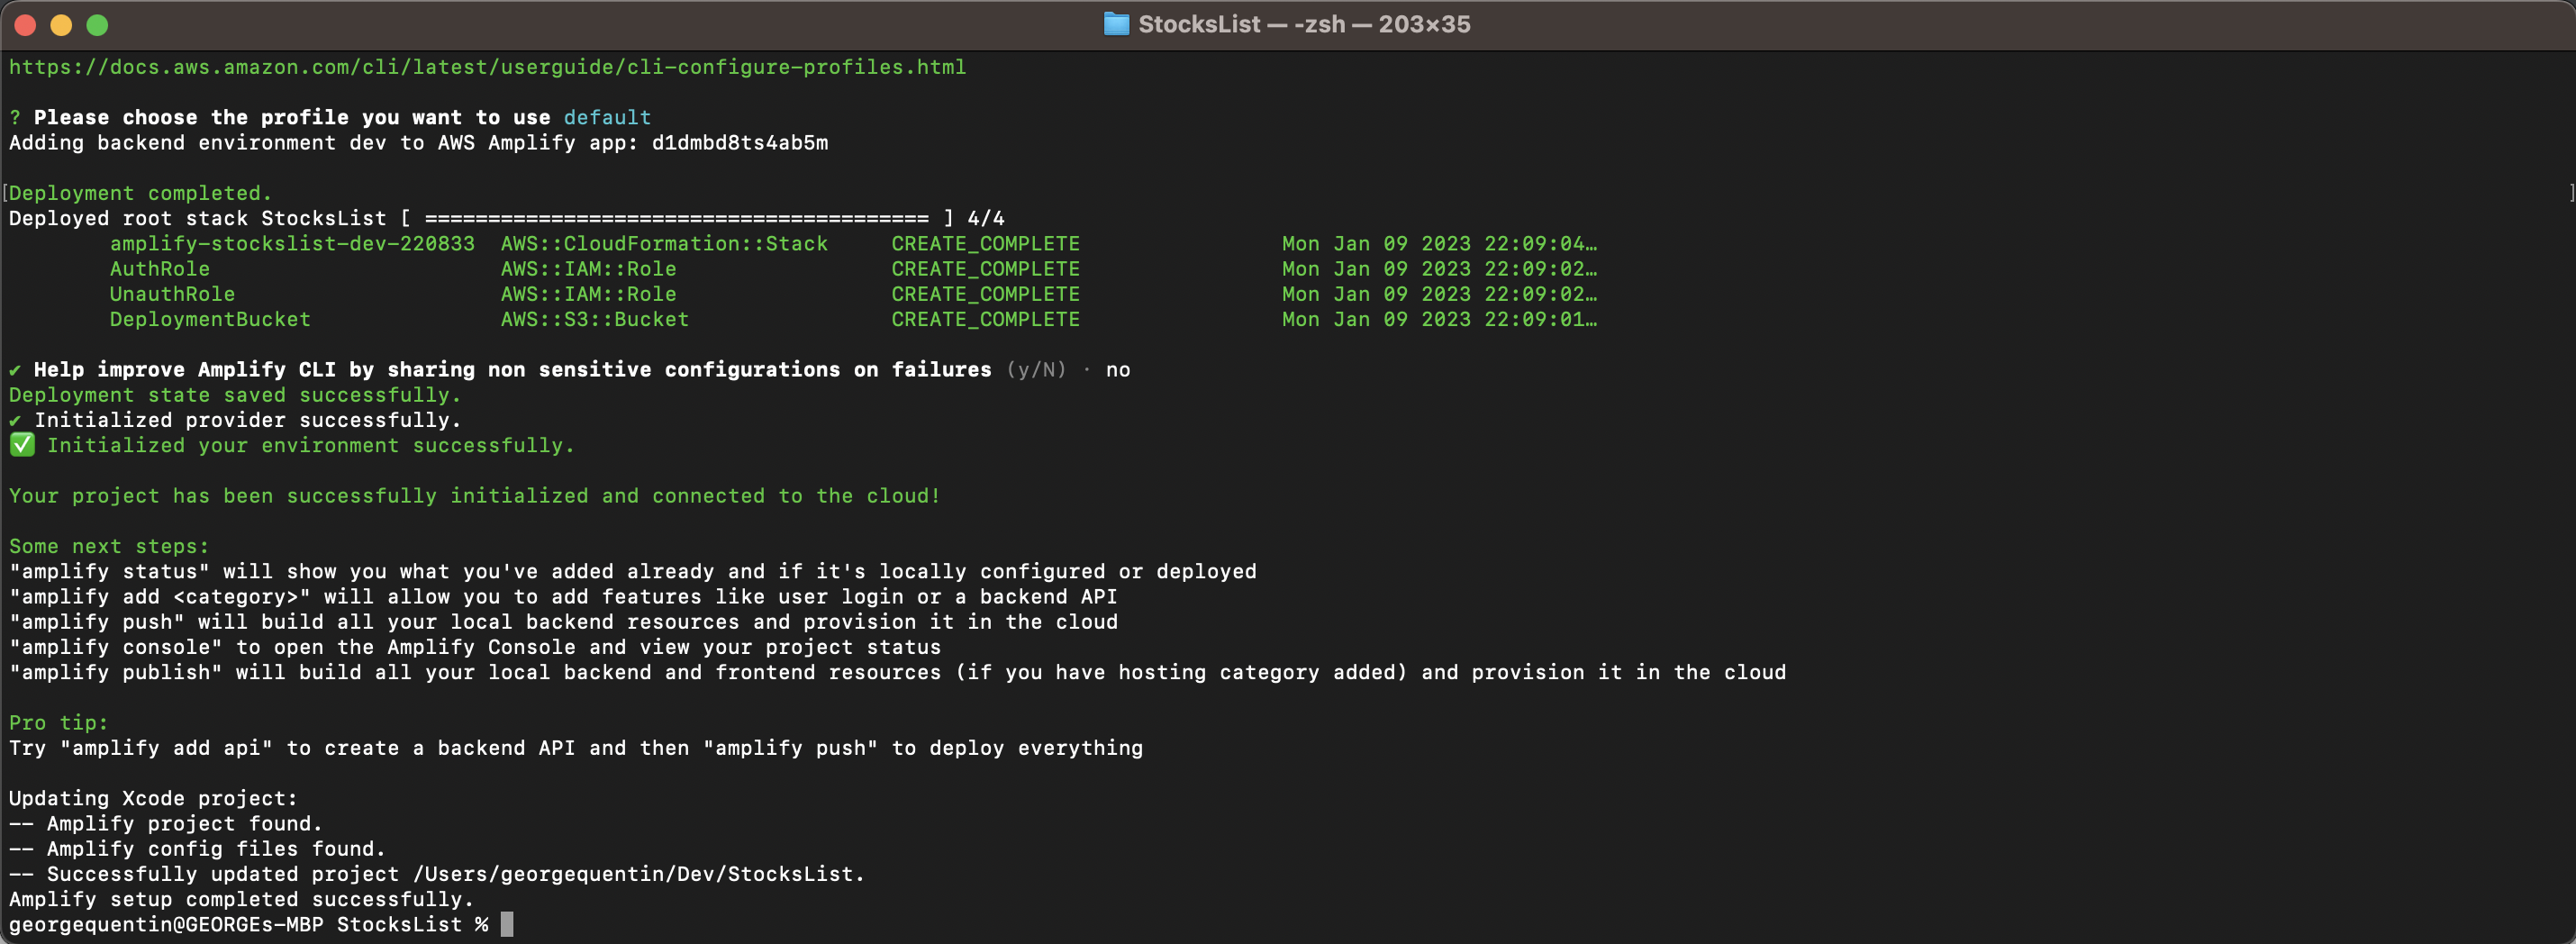 StocksList — -zsh — 203×35
https://docs.aws.amazon.com/cli/latest/userguide/cli-configure-profiles.html
? Please choose the profile you want to use default
Adding backend environment dev to AWS Amplify app: d1dmbd8ts4ab5m
[Deployment completed. ]
Deployed root stack StocksList [ ======================================== ] 4/4
amplify-stockslist-dev-220833 AWS::CloudFormation::Stack CREATE_COMPLETE Mon Jan 09 2023 22:09:04…
AuthRole AWS::IAM::Role CREATE_COMPLETE Mon Jan 09 2023 22:09:02…
UnauthRole AWS::IAM::Role CREATE_COMPLETE Mon Jan 09 2023 22:09:02…
DeploymentBucket AWS::S3::Bucket CREATE_COMPLETE Mon Jan 09 2023 22:09:01…
✔ Help improve Amplify CLI by sharing non sensitive configurations on failures (y/N) · no
Deployment state saved successfully.
✔ Initialized provider successfully.
✅ Initialized your environment successfully.
Your project has been successfully initialized and connected to the cloud!
Some next steps:
"amplify status" will show you what you've added already and if it's locally configured or deployed
"amplify add <category>" will allow you to add features like user login or a backend API
"amplify push" will build all your local backend resources and provision it in the cloud
"amplify console" to open the Amplify Console and view your project status
"amplify publish" will build all your local backend and frontend resources (if you have hosting category added) and provision it in the cloud
Pro tip:
Try "amplify add api" to create a backend API and then "amplify push" to deploy everything
Updating Xcode project:
-- Amplify project found.
-- Amplify config files found.
-- Successfully updated project /Users/georgequentin/Dev/StocksList.
Amplify setup completed successfully.
georgequentin@GEORGEs-MBP StocksList %